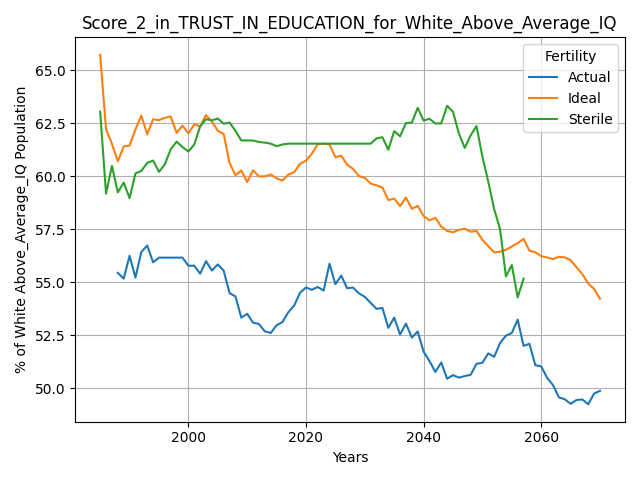 Score_2_in_TRUST_IN_EDUCATION_for_White_Above_Average_IQ
% of White Above_Average_IQ Population
65.0
62.5
60.0
57.5
55.0
52.5
50.0
Fertility
Actual
Ideal
Sterile
2000 2020 2040 2060
Years